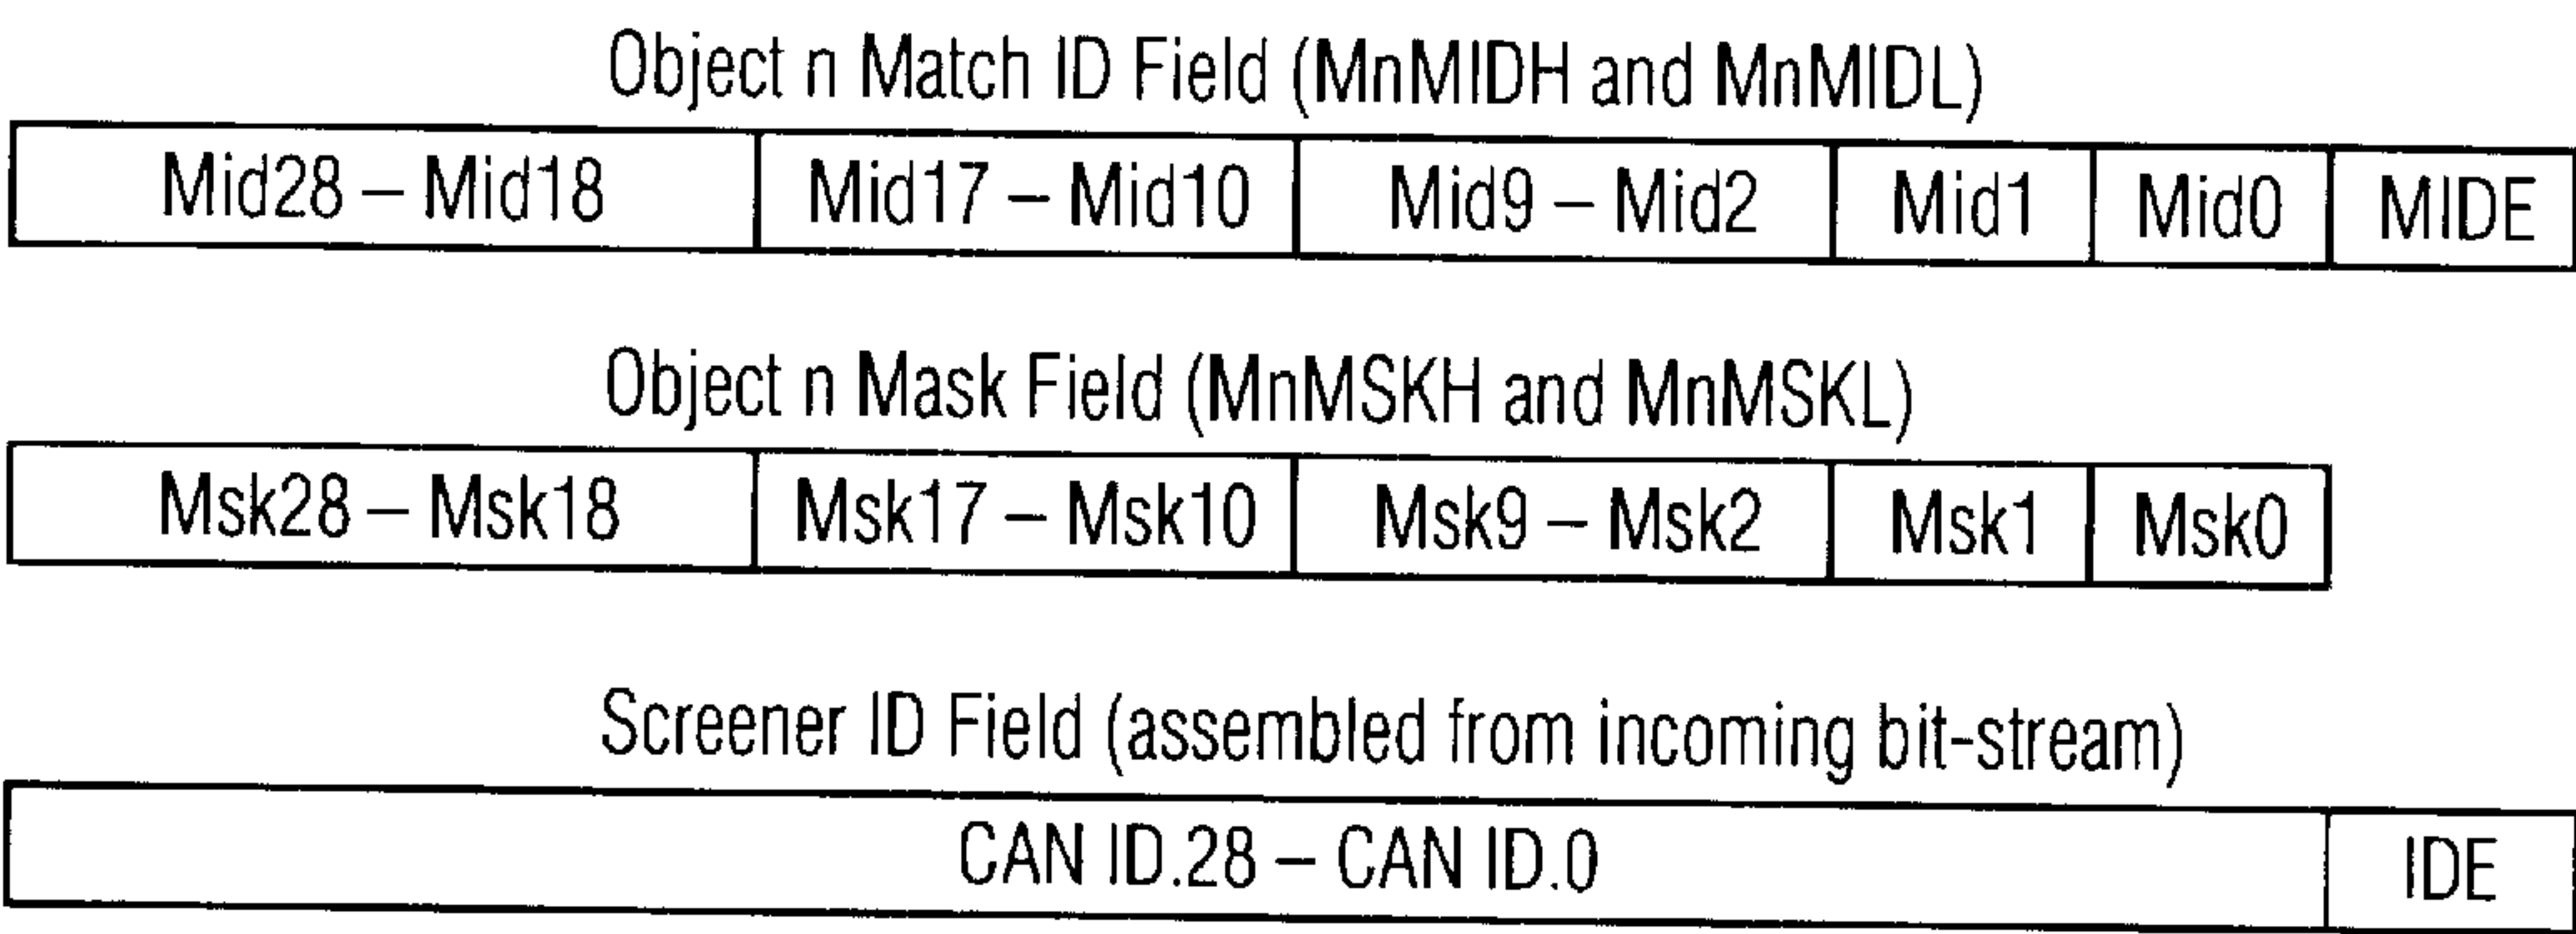 Object n Match ID Field (MnMIDH and MnMIDL)
Mid28 – Mid18 Mid17 – Mid10 Mid9 – Mid2 Mid1 Mid0 MIDE
Object n Mask Field (MnMSKH and MnMSKL)
Msk28 – Msk18 Msk17 – Msk10 Msk9 – Msk2 Msk1 Msk0
Screener ID Field (assembled from incoming bit-stream)
CAN ID.28 – CAN ID.0 IDE